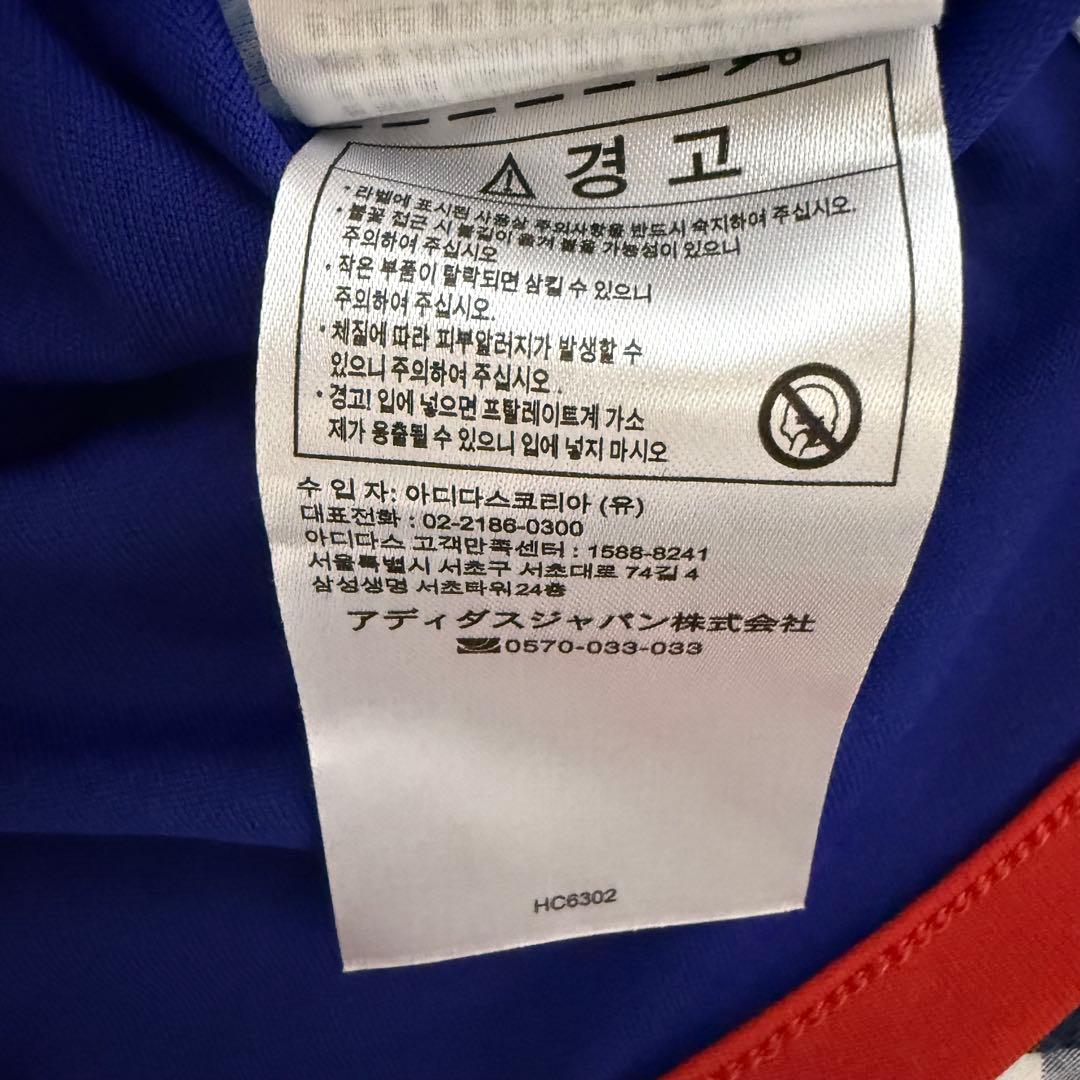 경 고
· 라벨에 표시된 사용상 주의사항을 반드시 숙지하여 주십시오.
· 불꽃 접근 시 불길이 옮겨 붙을 가능성이 있으니
주의하여 주십시오
· 작은 부품이 탈락되면 삼킬 수 있으니
주의하여 주십시오.
· 체질에 따라 피부알러지가 발생할 수
있으니 주의하여 주십시오.
· 경고! 입에 넣으면 프탈레이트계 가소
제가 용출될 수 있으니 입에 넣지 마시오
수 입 자: 아디다스코리아 (유)
대표전화 : 02-2186-0300
아디다스 고객만족센터 : 1588-8241
서울특별시 서초구 서초대로 74길 4
삼성생명 서초타워24층
アディダスジャパン株式会社
0570-033-033
HC6302